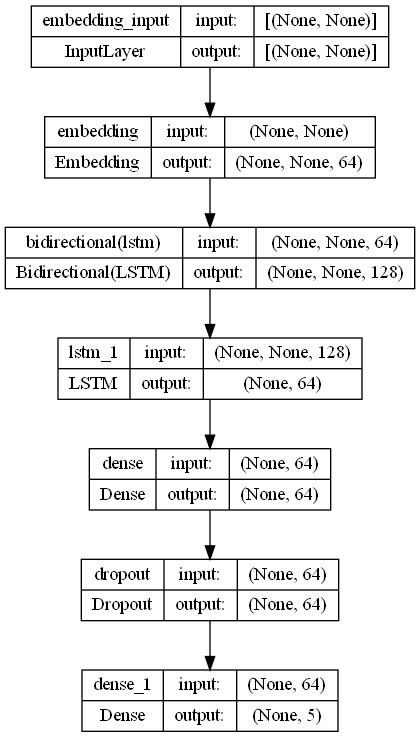 embedding_input input: [(None, None)]
InputLayer output: [(None, None)]
embedding input: (None, None)
Embedding output: (None, None, 64)
bidirectional(lstm) input: (None, None, 64)
Bidirectional(LSTM) output: (None, None, 128)
lstm_1 input: (None, None, 128)
LSTM output: (None, 64)
dense input: (None, 64)
Dense output: (None, 64)
dropout input: (None, 64)
Dropout output: (None, 64)
dense_1 input: (None, 64)
Dense output: (None, 5)